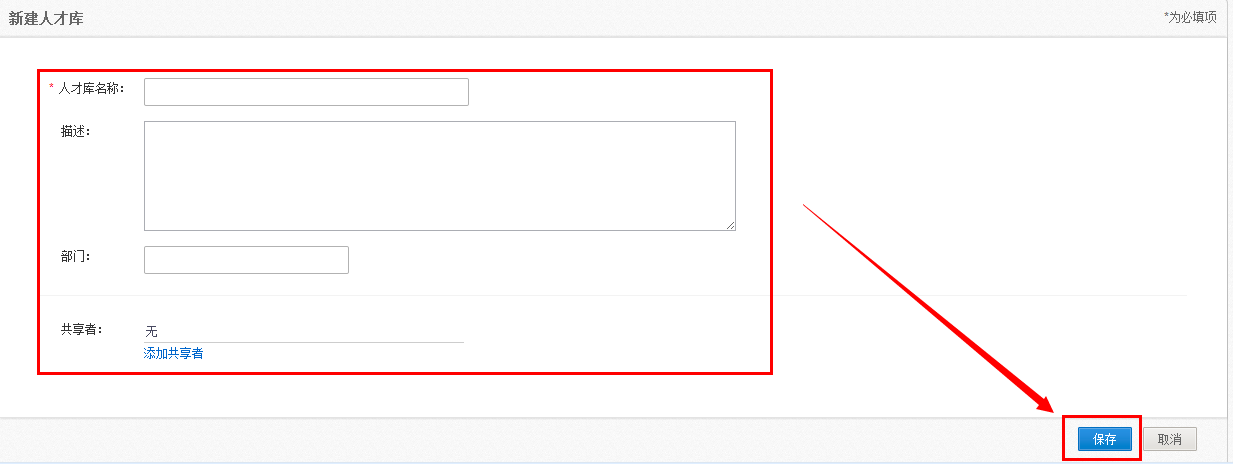 新建人才库
*为必填项
* 人才库名称：
描述：
部门：
共享者： 无
添加共享者
保存 取消